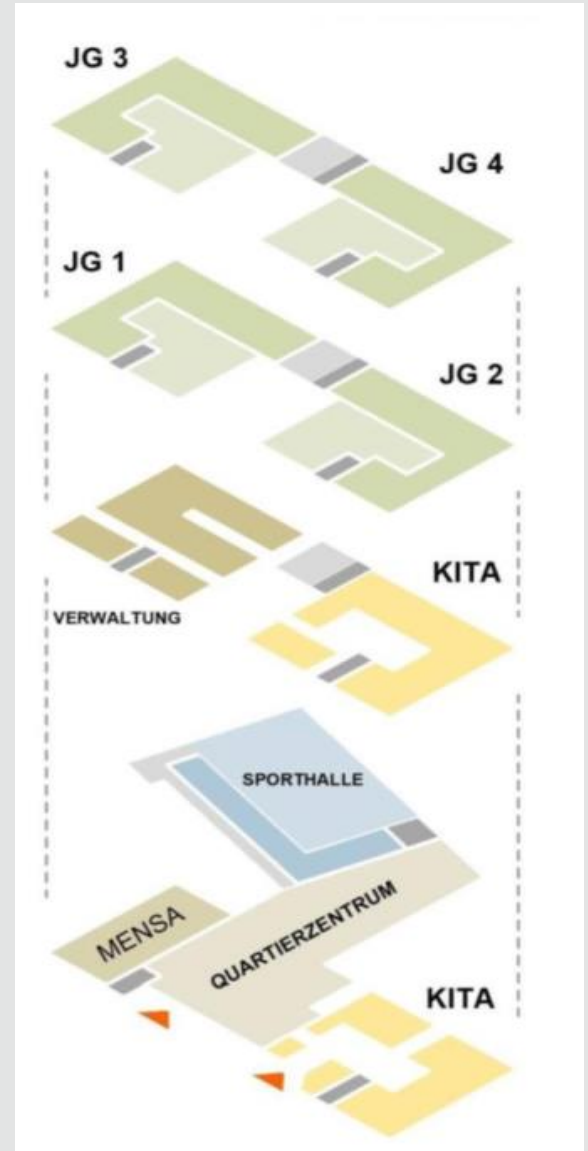 JG 3
JG 4
JG 1
JG 2
KITA
VERWALTUNG
SPORTHALLE
MENSA
QUARTIERZENTRUM
KITA